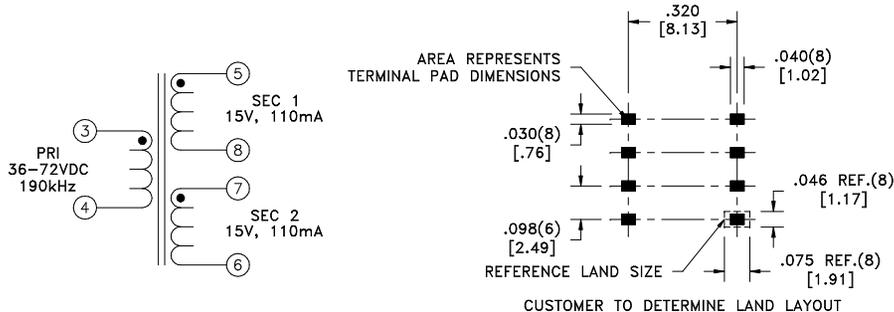 3
4
PRI
36-72VDC
190kHz
5
8
SEC 1
15V, 110mA
7
6
SEC 2
15V, 110mA
.320
[8.13]
AREA REPRESENTS
TERMINAL PAD DIMENSIONS
.040(8)
[1.02]
.030(8)
[.76]
.046 REF.(8)
[1.17]
.098(6)
[2.49]
REFERENCE LAND SIZE
.075 REF.(8)
[1.91]
CUSTOMER TO DETERMINE LAND LAYOUT